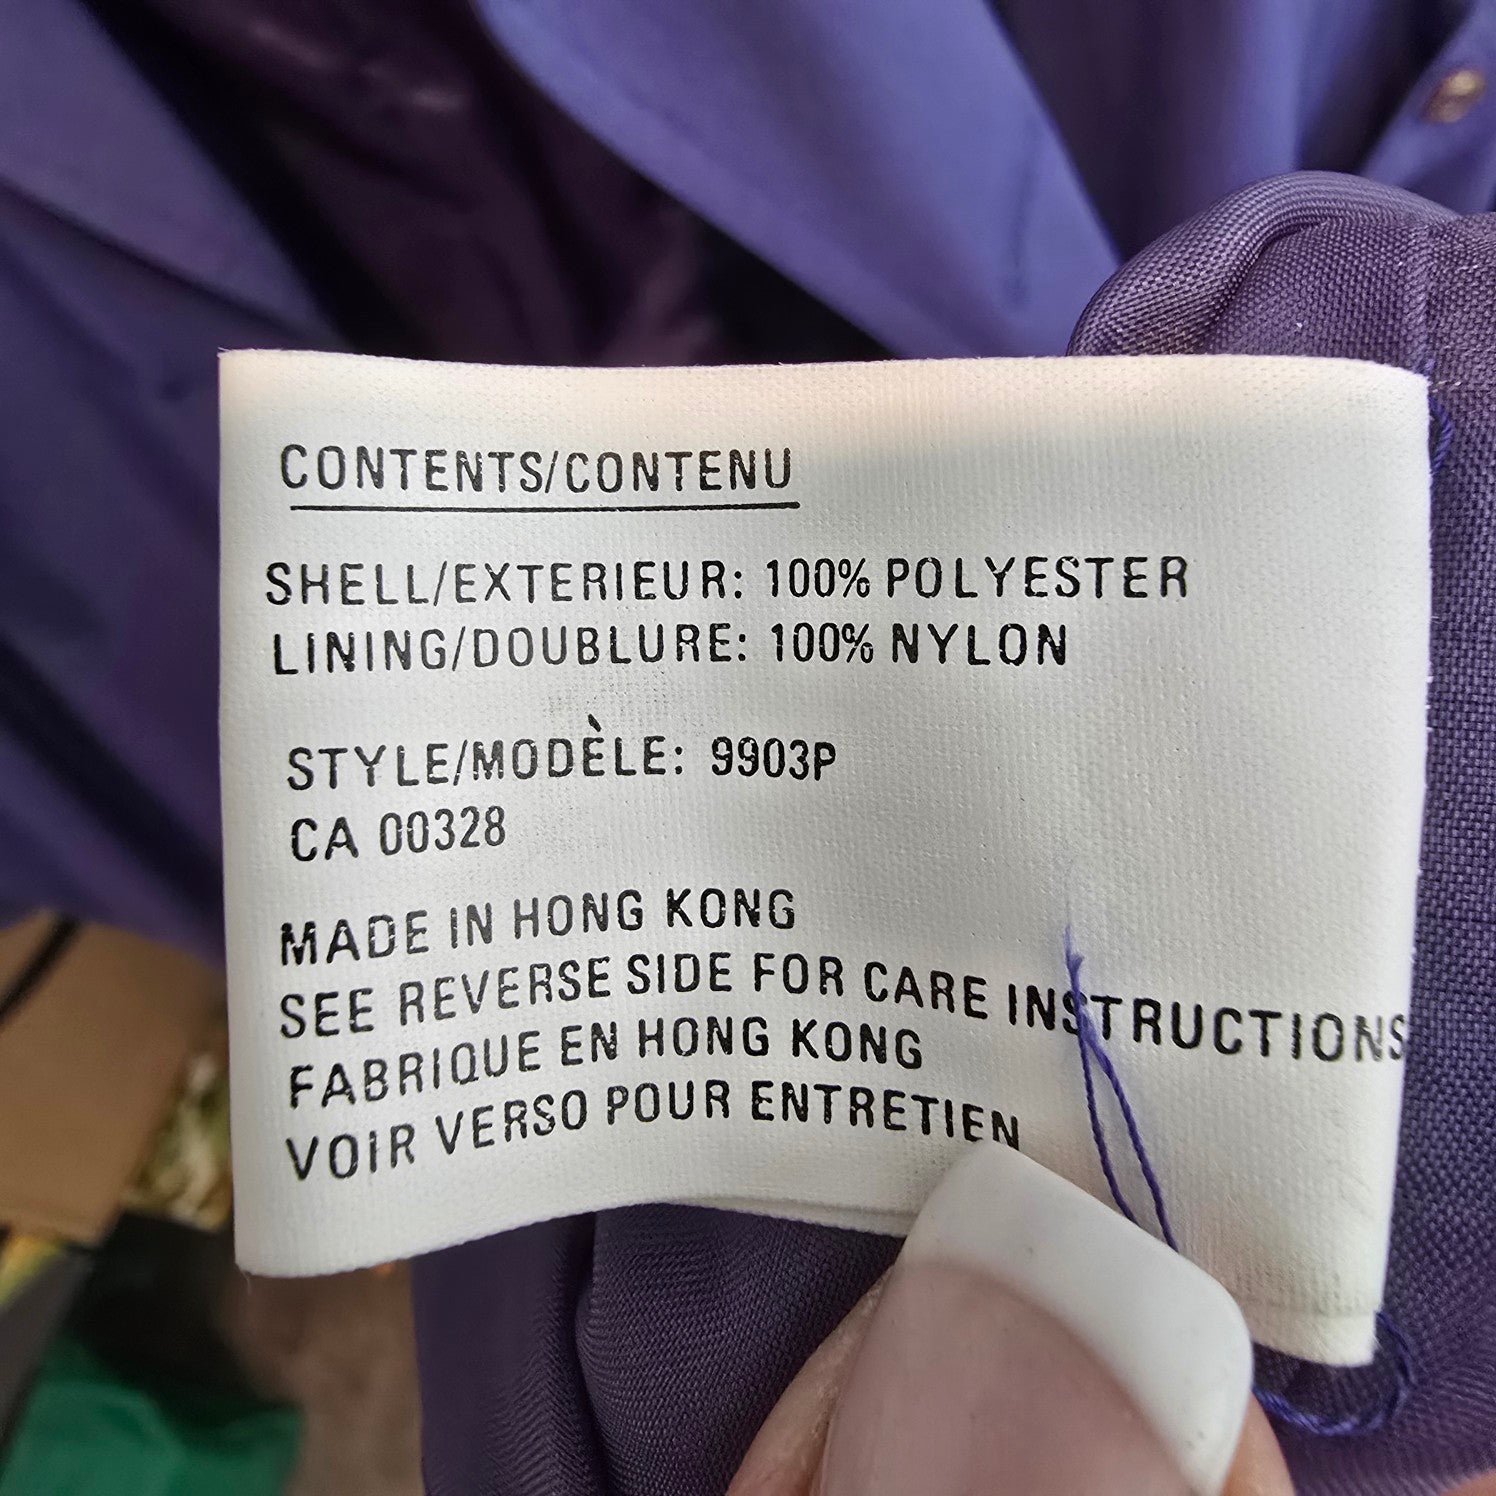 CONTENTS/CONTENU
SHELL/EXTERIEUR: 100% POLYESTER
LINING/DOUBLURE: 100% NYLON
STYLE/MODÈLE: 9903P
CA 00328
MADE IN HONG KONG
SEE REVERSE SIDE FOR CARE INSTRUCTIONS
FABRIQUE EN HONG KONG
VOIR VERSO POUR ENTRETIEN